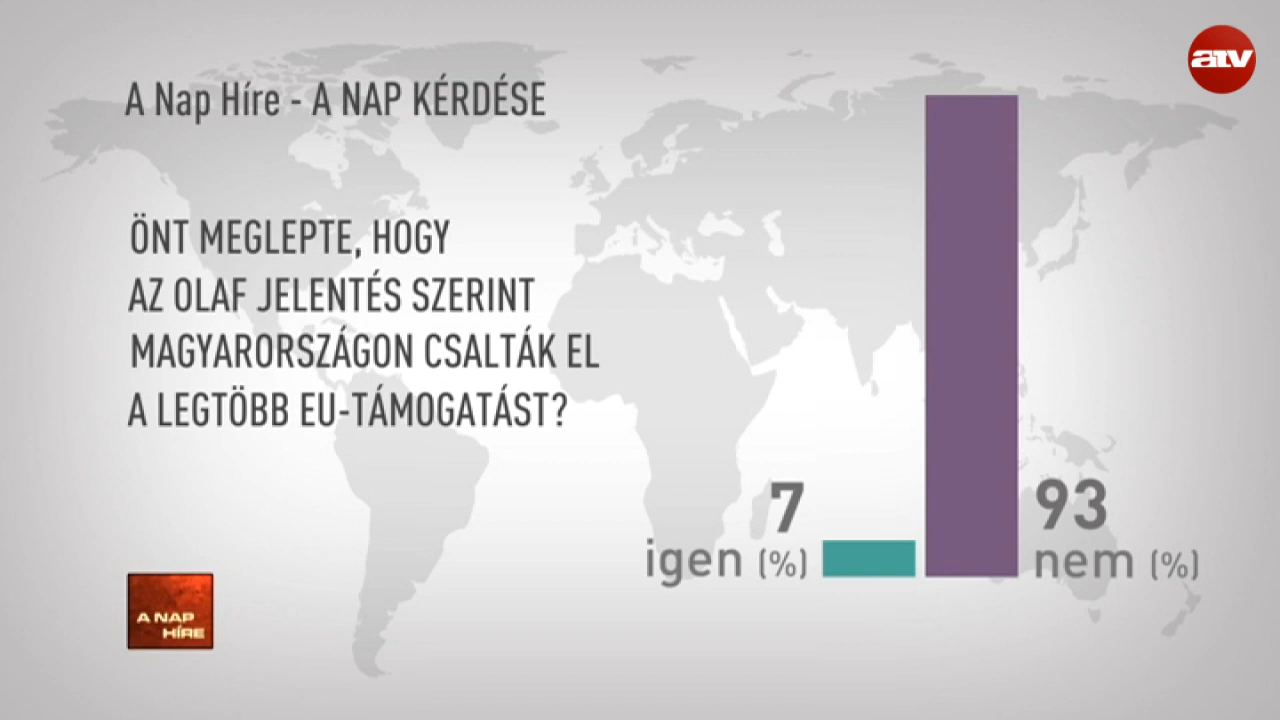 atv
A Nap Híre - A NAP KÉRDÉSE
ÖNT MEGLEPTE, HOGY
AZ OLAF JELENTÉS SZERINT
MAGYARORSZÁGON CSALTÁK EL
A LEGTÖBB EU-TÁMOGATÁST?
7
igen (%)
93
nem (%)
A NAP
HÍRE